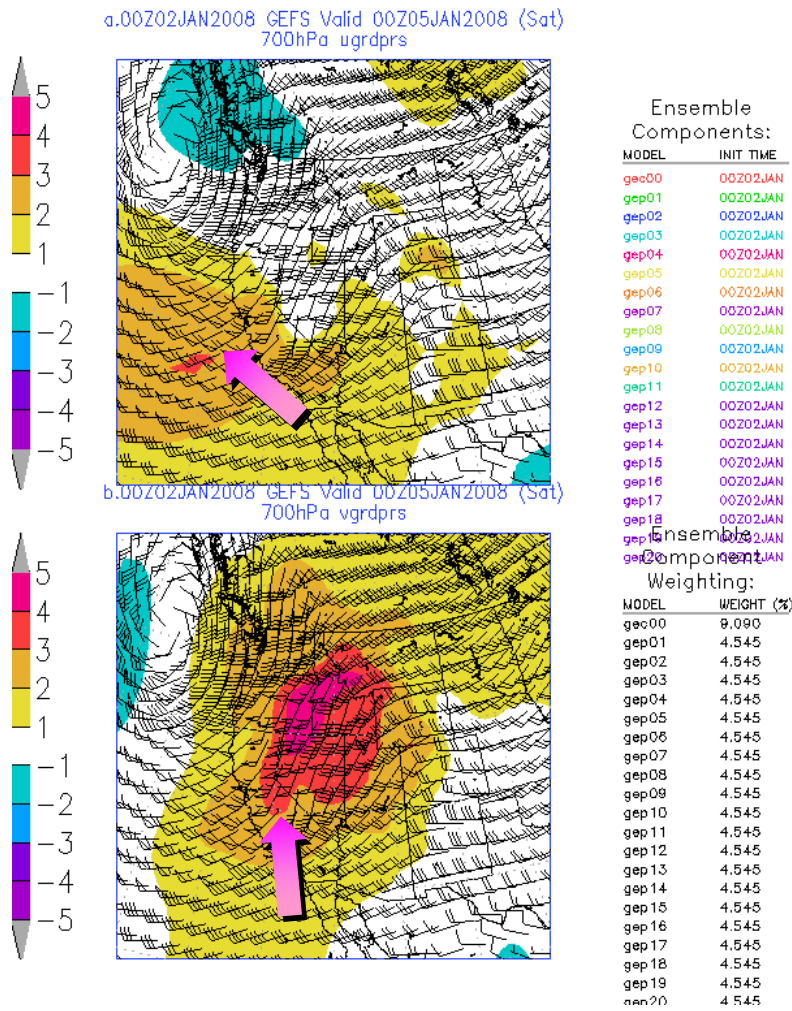 a.00Z02JAN2008 GEFS Valid 00Z05JAN2008 (Sat)
700hPa ugrdprs
5
4
3
2
1
−1
−2
−3
−4
−5
b.00Z02JAN2008 GEFS Valid 00Z05JAN2008 (Sat)
700hPa vgrdprs
5
4
3
2
1
−1
−2
−3
−4
−5
Ensemble
Components:
MODEL INIT TIME
gec00 00Z02JAN
gep01 00Z02JAN
gep02 00Z02JAN
gep03 00Z02JAN
gep04 00Z02JAN
gep05 00Z02JAN
gep06 00Z02JAN
gep07 00Z02JAN
gep08 00Z02JAN
gep09 00Z02JAN
gep10 00Z02JAN
gep11 00Z02JAN
gep12 00Z02JAN
gep13 00Z02JAN
gep14 00Z02JAN
gep15 00Z02JAN
gep16 00Z02JAN
gep17 00Z02JAN
gep18 00Z02JAN
gep19 00Z02JAN
gep20 00Z02JAN
Ensemble
Component
Weighting:
MODEL WEIGHT (%)
gec00 9.090
gep01 4.545
gep02 4.545
gep03 4.545
gep04 4.545
gep05 4.545
gep06 4.545
gep07 4.545
gep08 4.545
gep09 4.545
gep10 4.545
gep11 4.545
gep12 4.545
gep13 4.545
gep14 4.545
gep15 4.545
gep16 4.545
gep17 4.545
gep18 4.545
gep19 4.545
gep20 4.545